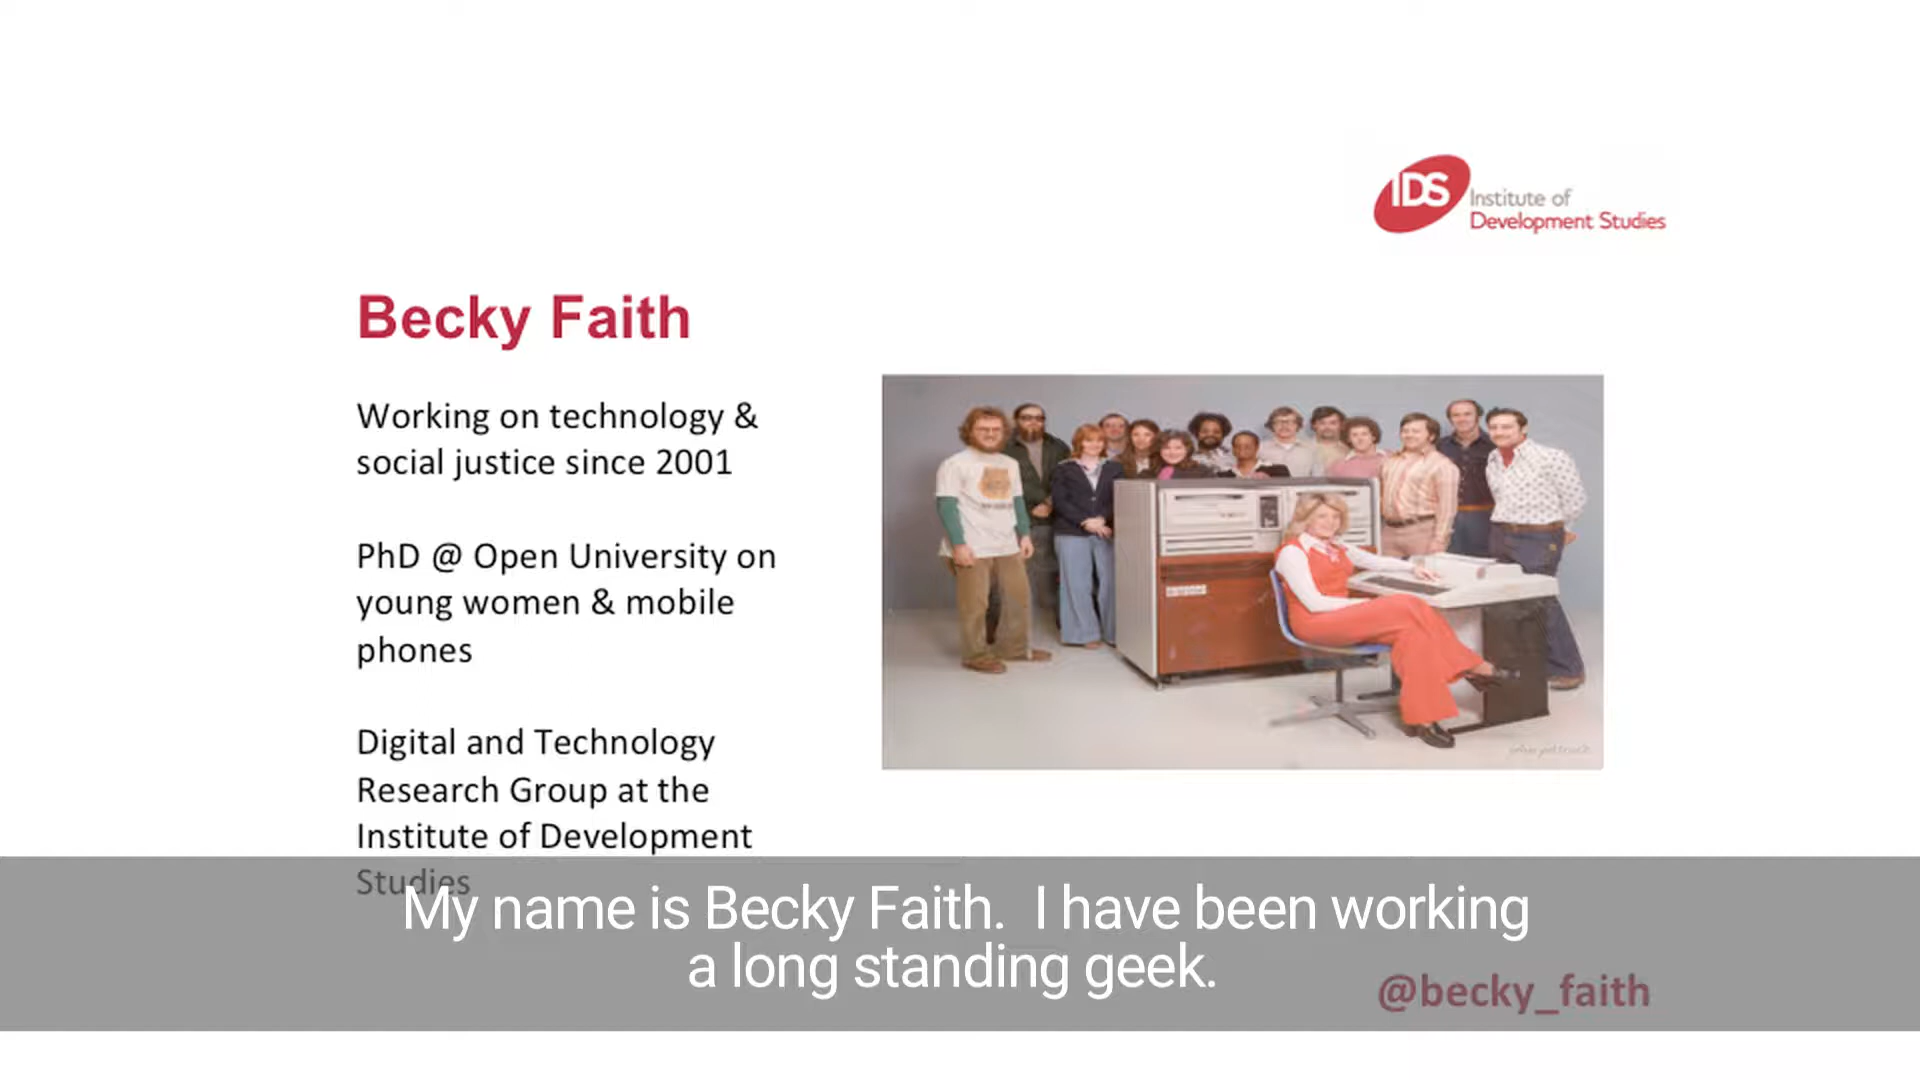 IDS
Institute of
Development Studies
Becky Faith
Working on technology &
social justice since 2001
PhD @ Open University on
young women & mobile
phones
Digital and Technology
Research Group at the
Institute of Development
Studies
My name is Becky Faith.  I have been working
a long standing geek.
@becky_faith